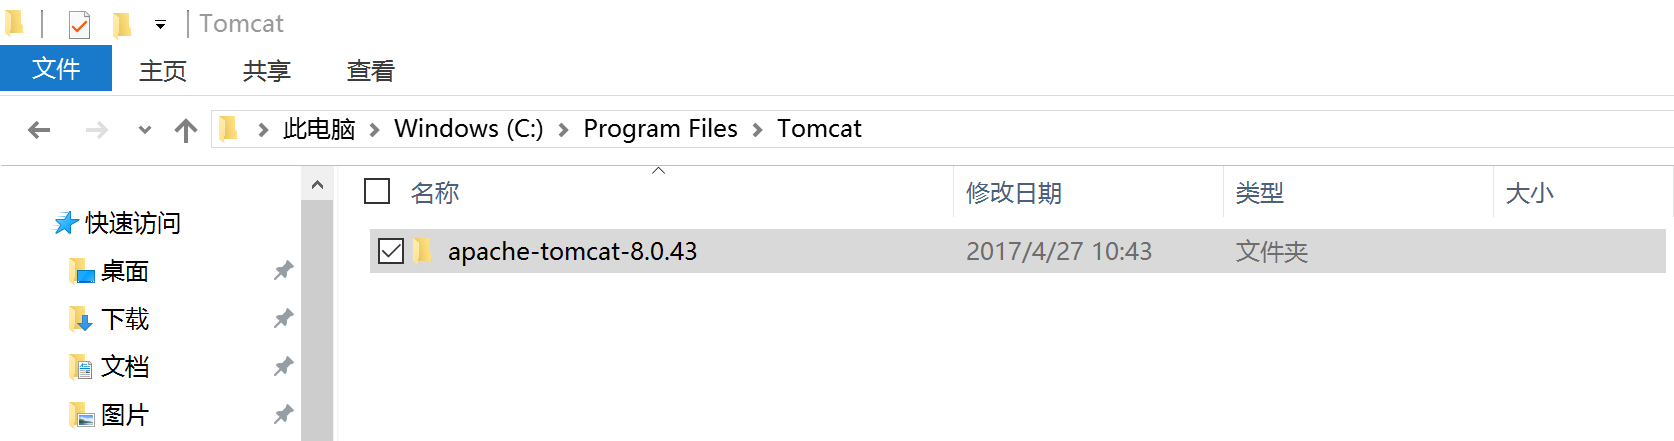 Tomcat
文件 主页 共享 查看
此电脑 Windows (C:) Program Files Tomcat
名称 修改日期 类型 大小
快速访问
apache-tomcat-8.0.43 2017/4/27 10:43 文件夹
桌面
下载
文档
图片